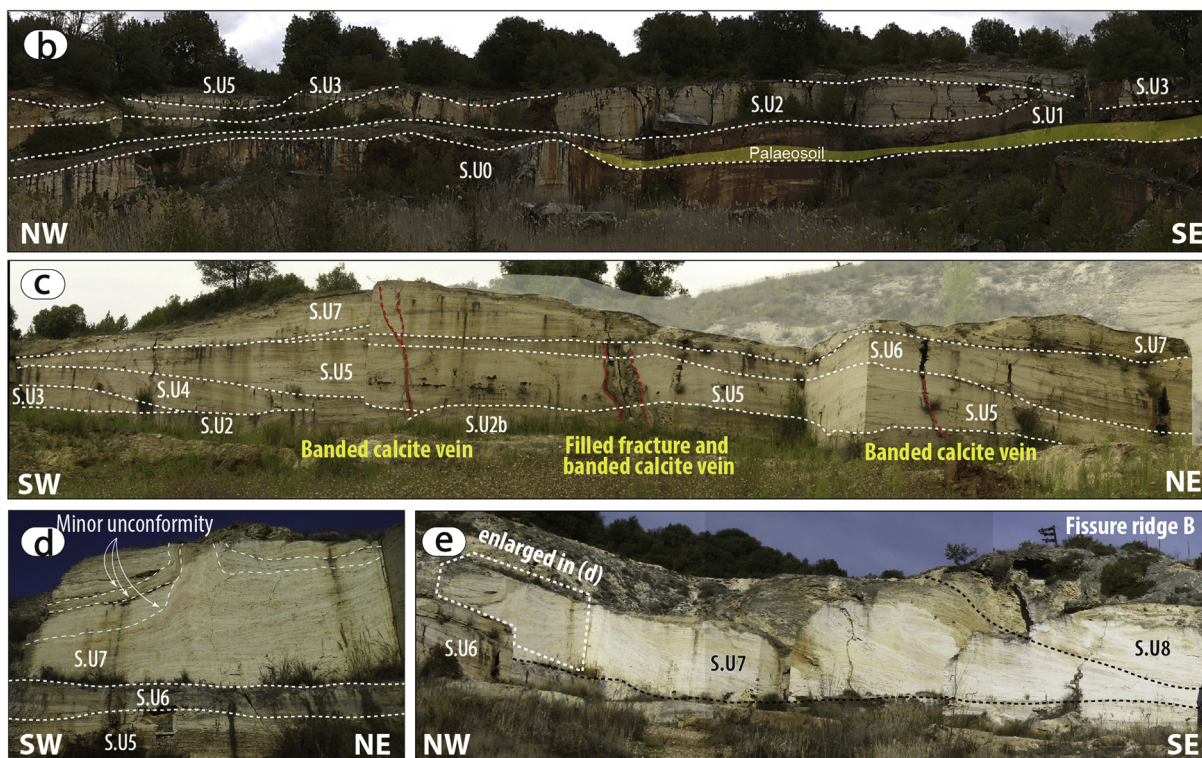 b
S.U5
S.U3
S.U2
S.U3
S.U1
Palaeosoil
S.U0
NW
SE
c
S.U7
S.U6
S.U7
S.U5
S.U4
S.U3
S.U5
S.U5
S.U2
S.U2b
Banded calcite vein
Filled fracture and
banded calcite vein
Banded calcite vein
SW
NE
d
Minor unconformity
S.U7
S.U6
S.U5
SW
NE
e
enlarged in (d)
Fissure ridge B
S.U6
S.U7
S.U8
NW
SE